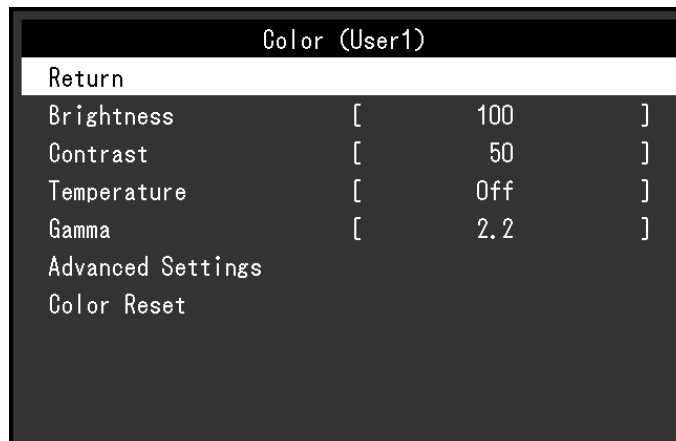 Color (User1)
Return
Brightness [ 100 ]
Contrast [ 50 ]
Temperature [ Off ]
Gamma [ 2.2 ]
Advanced Settings
Color Reset